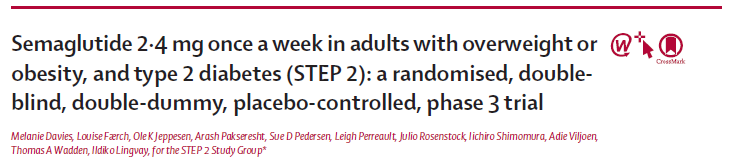 Semaglutide 2·4 mg once a week in adults with overweight or
obesity, and type 2 diabetes (STEP 2): a randomised, double-
blind, double-dummy, placebo-controlled, phase 3 trial
W
CrossMark
Melanie Davies, Louise Færch, Ole K Jeppesen, Arash Pakseresht, Sue D Pedersen, Leigh Perreault, Julio Rosenstock, Iichiro Shimomura, Adie Viljoen,
Thomas A Wadden, Ildiko Lingvay, for the STEP 2 Study Group*